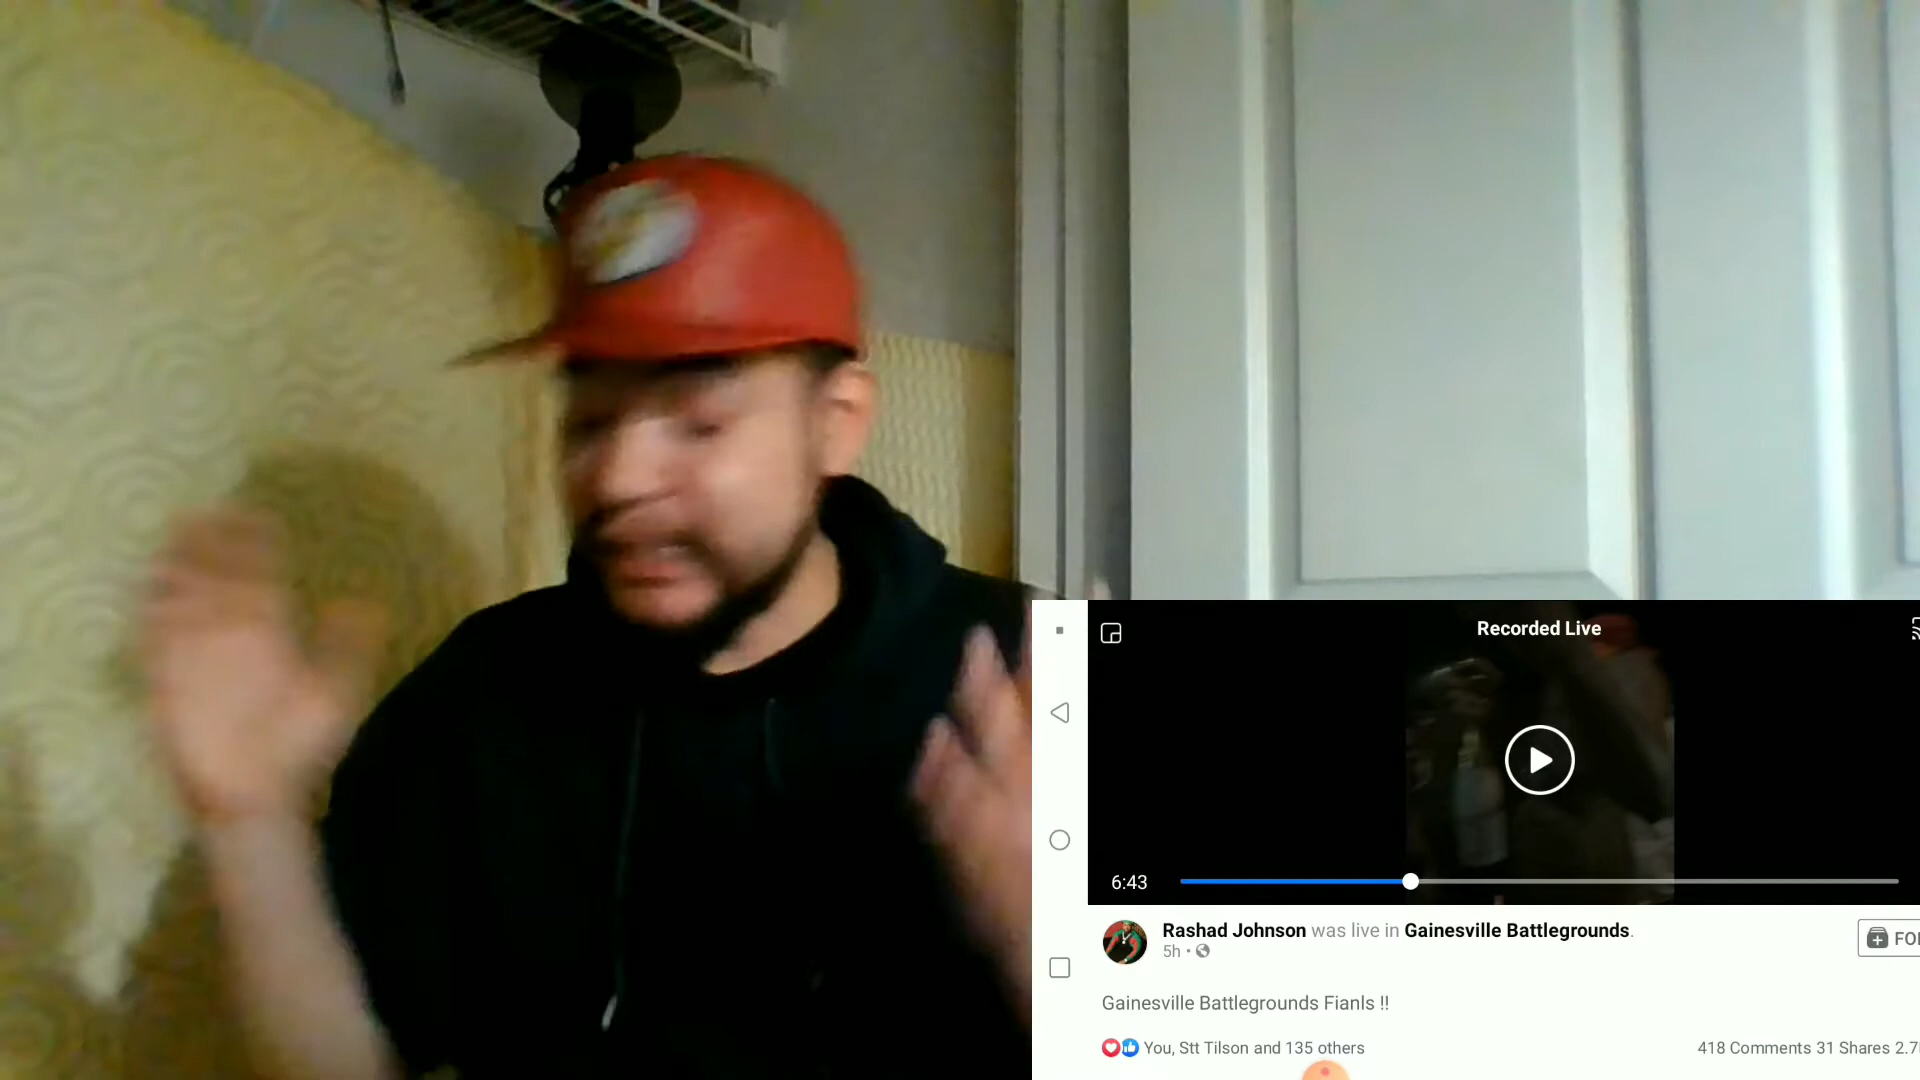 Recorded Live
6:43
Rashad Johnson was live in Gainesville Battlegrounds.
5h
Gainesville Battlegrounds Fianls !!
You, Stt Tilson and 135 others
418 Comments 31 Shares